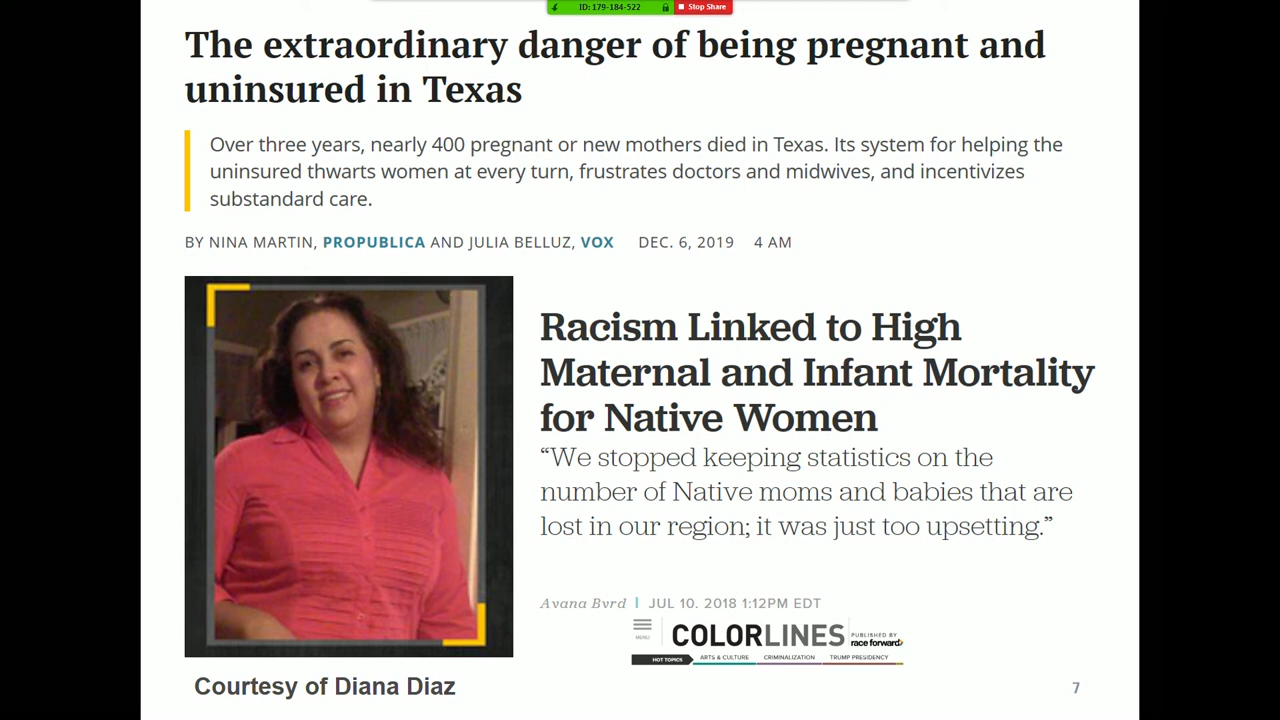 ID: 179-184-522
Stop Share
The extraordinary danger of being pregnant and
uninsured in Texas
Over three years, nearly 400 pregnant or new mothers died in Texas. Its system for helping the
uninsured thwarts women at every turn, frustrates doctors and midwives, and incentivizes
substandard care.
BY NINA MARTIN, PROPUBLICA AND JULIA BELLUZ, VOX DEC. 6, 2019 4 AM
Racism Linked to High
Maternal and Infant Mortality
for Native Women
“We stopped keeping statistics on the
number of Native moms and babies that are
lost in our region; it was just too upsetting.”
Ayana Byrd | JUL 10. 2018 1:12PM EDT
MENU
COLORLINES
PUBLISHED BY
race forward
HOT TOPICS ARTS & CULTURE CRIMINALIZATION TRUMP PRESIDENCY
Courtesy of Diana Diaz
7